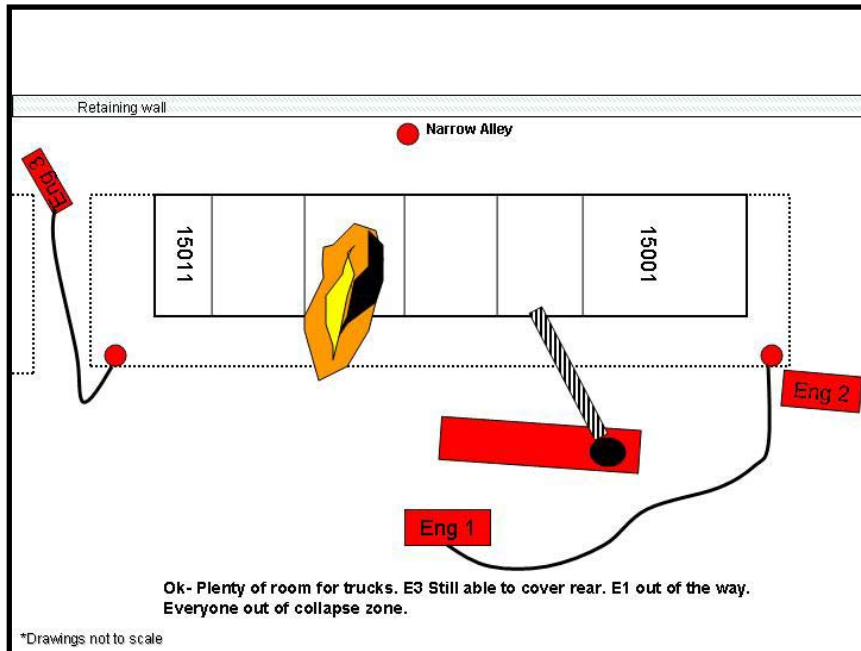 Retaining wall
Narrow Alley
Eng 3
15011
15001
Eng 2
Eng 1
Ok- Plenty of room for trucks. E3 Still able to cover rear. E1 out of the way.
Everyone out of collapse zone.
*Drawings not to scale